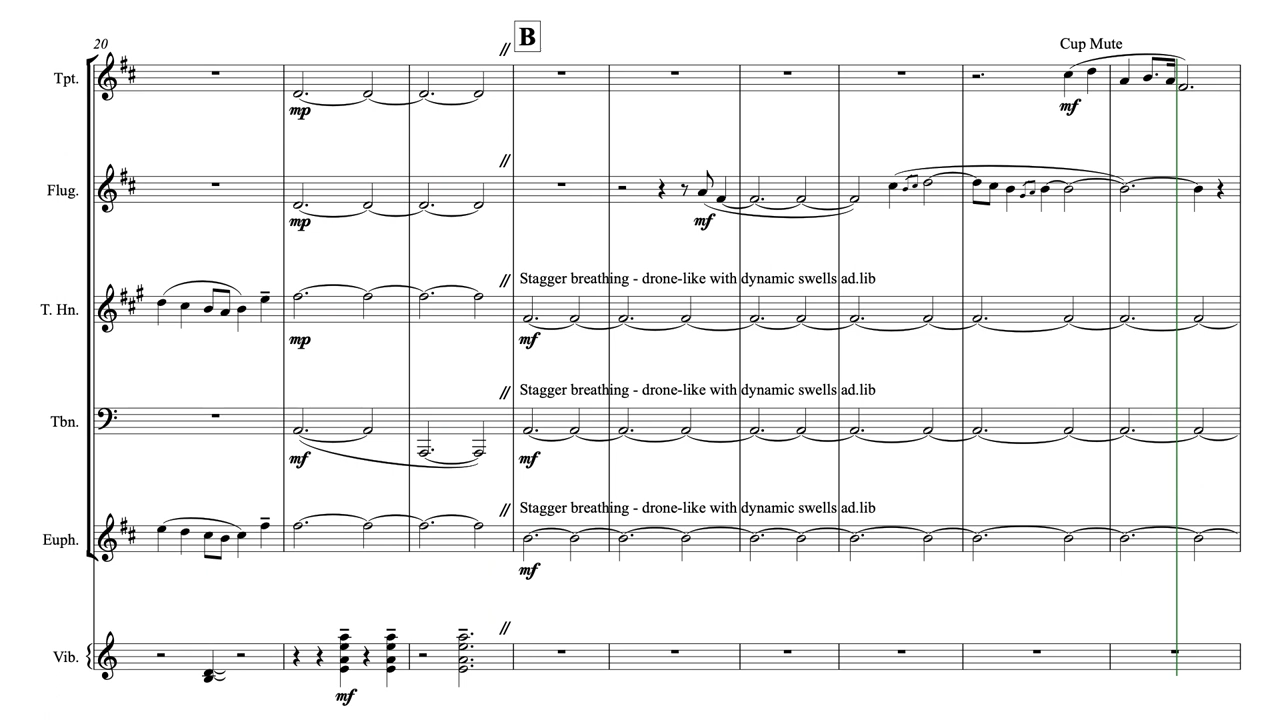 20
B
Cup Mute
Tpt.
mp
mf
Flug.
mp
mf
Stagger breathing - drone-like with dynamic swells ad.lib
T. Hn.
mp
mf
Stagger breathing - drone-like with dynamic swells ad.lib
Tbn.
mf
mf
Stagger breathing - drone-like with dynamic swells ad.lib
Euph.
mf
Vib.
mf